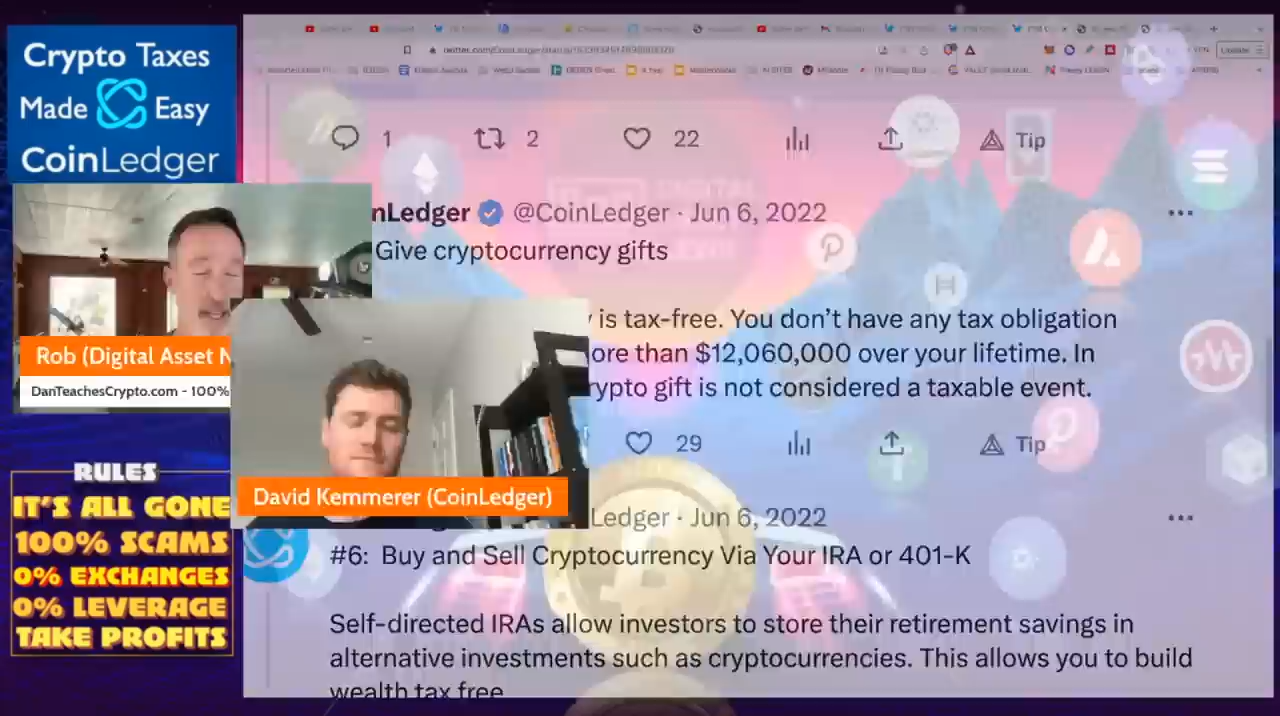 Crypto Taxes
Made Easy
CoinLedger
1 2 22 Tip
nLedger @CoinLedger · Jun 6, 2022
Give cryptocurrency gifts
is tax-free. You don’t have any tax obligation
ore than $12,060,000 over your lifetime. In
rypto gift is not considered a taxable event.
29 Tip
Ledger · Jun 6, 2022
#6: Buy and Sell Cryptocurrency Via Your IRA or 401-K
Self-directed IRAs allow investors to store their retirement savings in
alternative investments such as cryptocurrencies. This allows you to build
wealth tax free
Rob (Digital Asset N
DanTeachesCrypto.com - 100%
David Kemmerer (CoinLedger)
RULES
IT'S ALL GONE
100% SCAMS
0% EXCHANGES
0% LEVERAGE
TAKE PROFITS